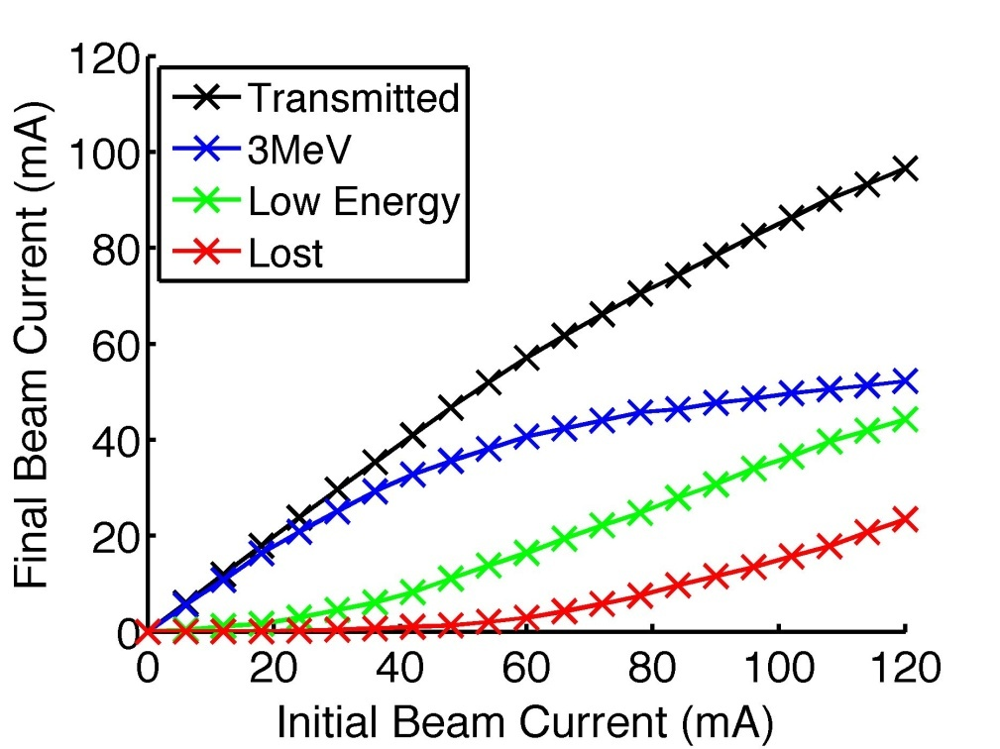 120
100
80
60
40
20
0
Final Beam Current (mA)
Transmitted
3MeV
Low Energy
Lost
0 20 40 60 80 100 120
Initial Beam Current (mA)